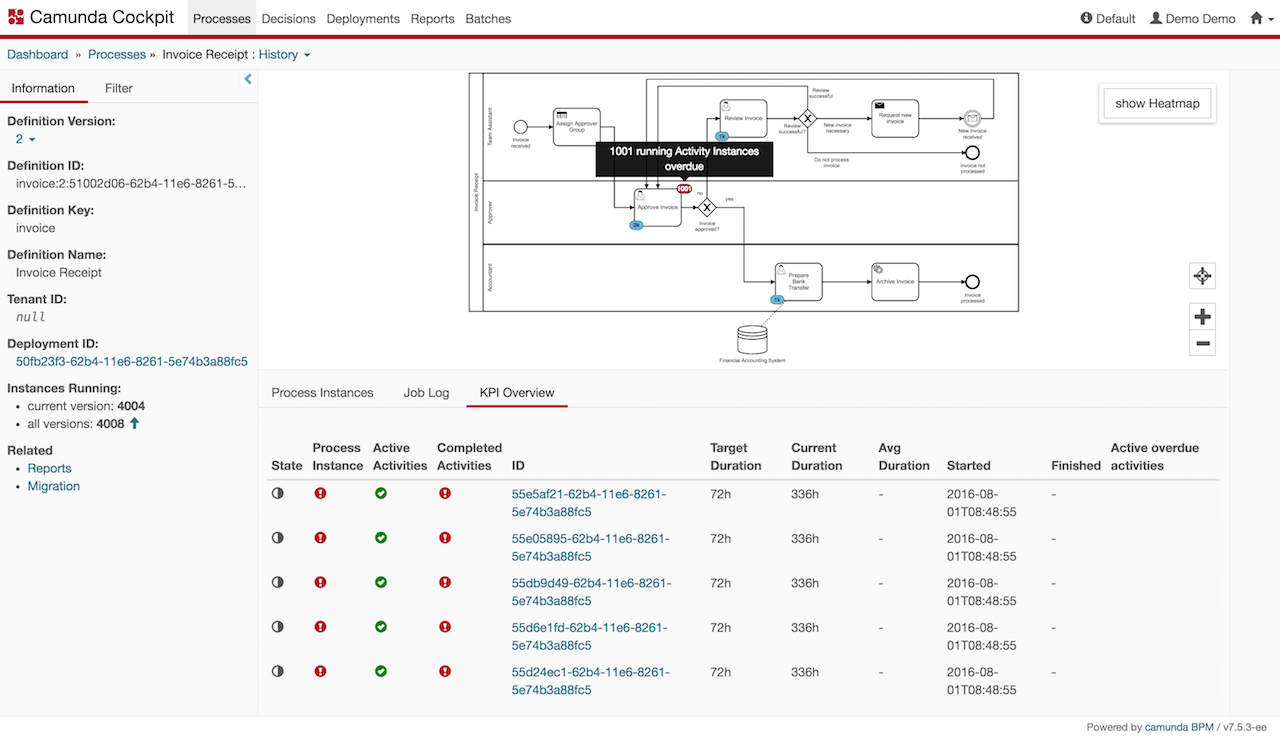 Camunda Cockpit Processes Decisions Deployments Reports Batches Default Demo Demo
Dashboard » Processes » Invoice Receipt : History
Information Filter
Definition Version:
2
Definition ID:
invoice:2:51002d06-62b4-11e6-8261-5...
Definition Key:
invoice
Definition Name:
Invoice Receipt
Tenant ID:
null
Deployment ID:
50fb23f3-62b4-11e6-8261-5e74b3a88fc5
Instances Running:
• current version: 4004
• all versions: 4008
Related
• Reports
• Migration
show Heatmap
Invoice Receipt
Team Assistant
Invoice
received
Assign Approver
Group
Review Invoice
1k
Review
successful
Review
successful?
New invoice
necessary
Request new
invoice
New invoice
received
Do not process
invoice
Invoice not
processed
1001 running Activity Instances
overdue
Approver
Approve Invoice
1001
2k
no
yes
Invoice
approved?
Accountant
Prepare
Bank
Transfer
1k
Archive Invoice
Invoice
processed
Financial Accounting System
Process Instances Job Log KPI Overview
State Process Instance Active Activities Completed Activities ID Target Duration Current Duration Avg Duration Started Finished Active overdue activities
55e5af21-62b4-11e6-8261- 72h 336h - 2016-08- -
5e74b3a88fc5 01T08:48:55
55e05895-62b4-11e6-8261- 72h 336h - 2016-08- -
5e74b3a88fc5 01T08:48:55
55db9d49-62b4-11e6-8261- 72h 336h - 2016-08- -
5e74b3a88fc5 01T08:48:55
55d6e1fd-62b4-11e6-8261- 72h 336h - 2016-08- -
5e74b3a88fc5 01T08:48:55
55d24ec1-62b4-11e6-8261- 72h 336h - 2016-08- -
5e74b3a88fc5 01T08:48:55
Powered by camunda BPM / v7.5.3-ee